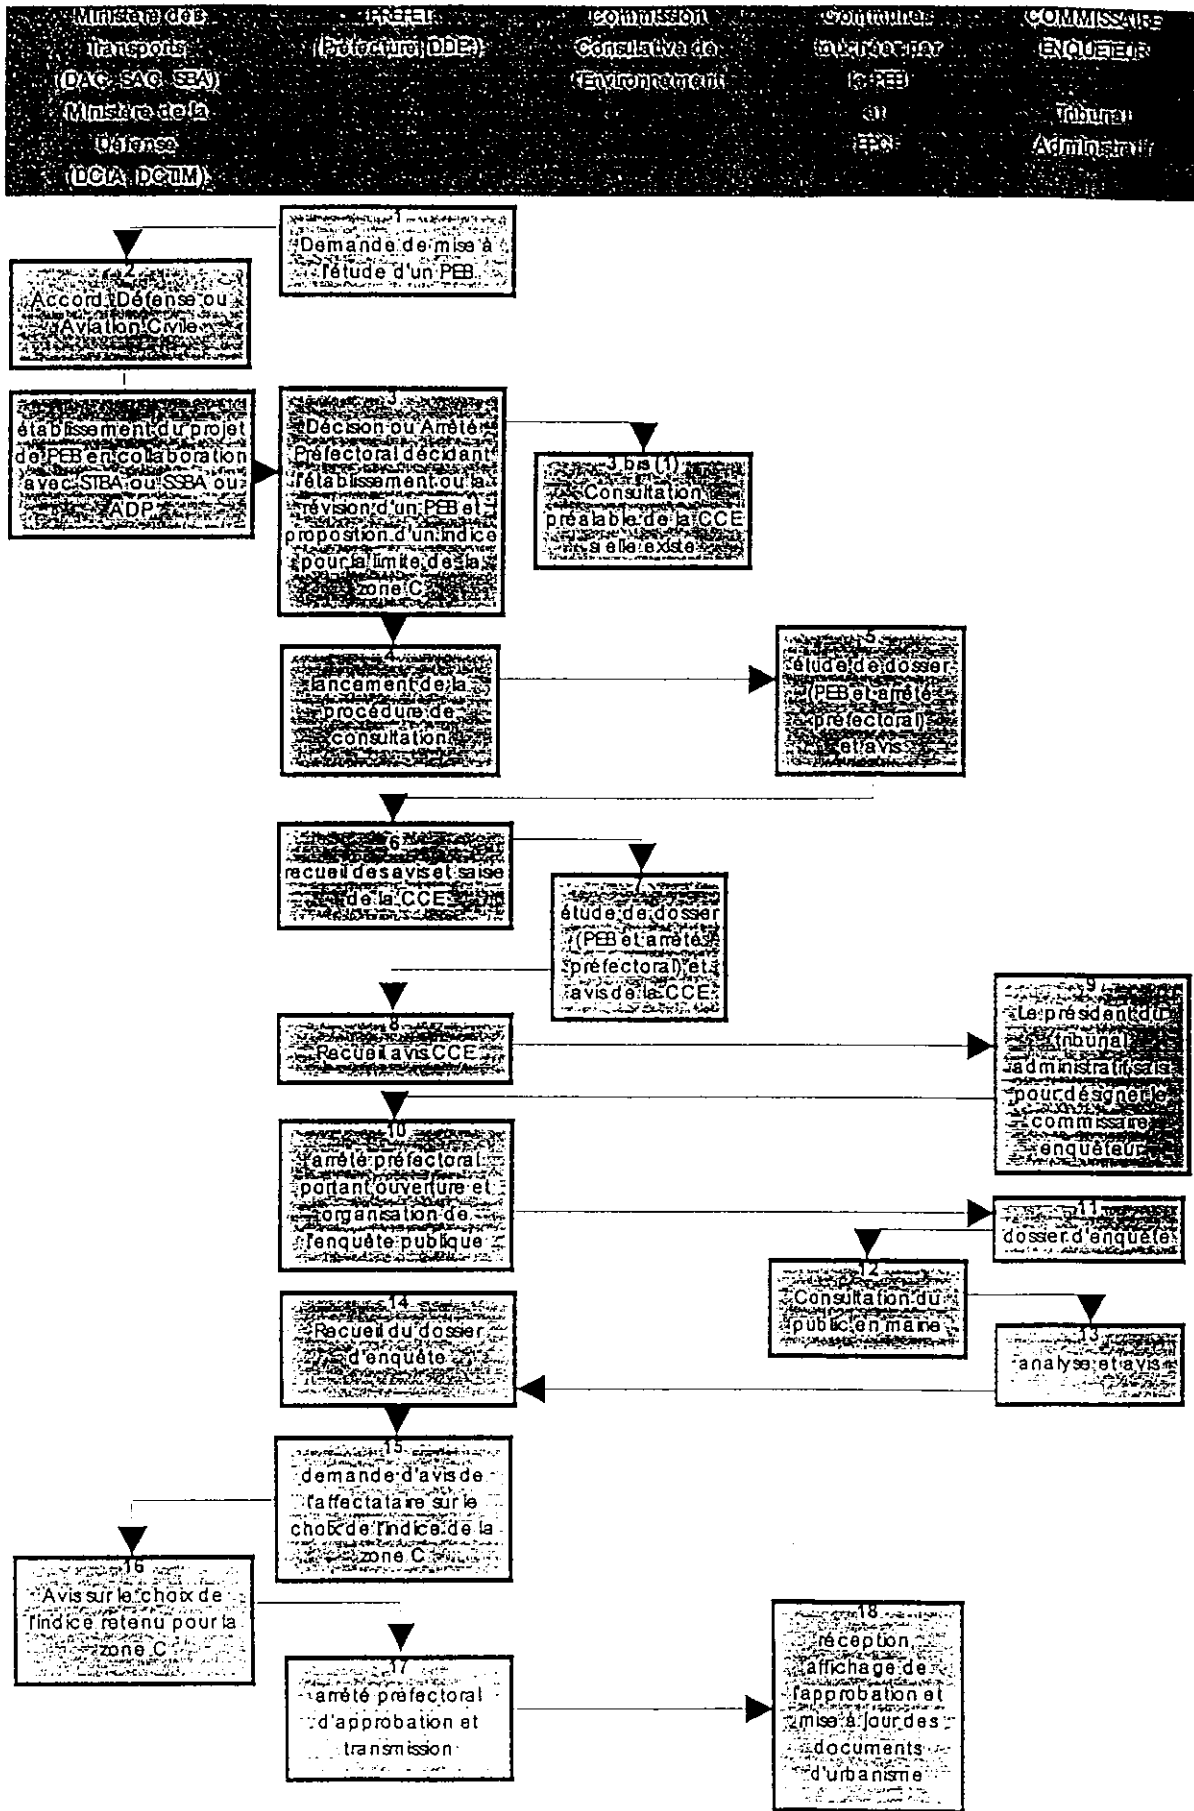 Ministère des
Transports
(DAC, SAC, SBA)
Ministère de la
Défense
(DCIA, DCTIM)
PREFET
(Préfecture, DDE)
Commission
Consulative de
l'Environnement
Communes
touchées par
le PEB
et
EPCI
COMMISSAIRE
ENQUETEUR
Tribunal
Administratif
1
Demande de mise à
l'étude d'un PEB
2
Accord Défense ou
Aviation Civile
établissement du projet
de PEB en collaboration
avec STBA ou SSBA ou
ADP
3
Décision ou Arrêté
Préfectoral décidant
l'établissement ou la
révision d'un PEB et
propostion d'un indice
pour la limite de la
zone C
3 bis (1)
Consultation
préalable de la CCE
si elle existe
4
lancement de la
procédure de
consultation
5
étude de dossier
(PEB et arrêté
préfectoral)
et avis
6
recueil des avis et saisie
de la CCE
7
étude de dossier
(PEB et arrêté
préfectoral) et
avis de la CCE
8
Recueil avis CCE
9
Le président du
tribunal
administratif saisi
pour désigner le
commissaire
enquêteur
10
arrêté préfectoral
portant ouverture et
organisation de
l'enquête publique
11
dossier d'enquête
12
Consultation du
public en mairie
13
analyse et avis
14
Recueil du dossier
d'enquête
15
demande d'avis de
l'affectataire sur le
choix de l'indice de la
zone C
16
Avis sur le choix de
l'indice retenu pour la
zone C
17
arrêté préfectoral
d'approbation et
transmission
18
réception
affichage de
l'approbation et
mise à jour des
documents
d'urbanisme